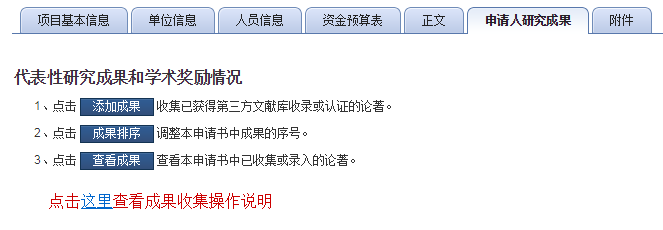 项目基本信息 单位信息 人员信息 资金预算表 正文 申请人研究成果 附件
代表性研究成果和学术奖励情况
1、点击 添加成果 收集已获得第三方文献库收录或认证的论著。
2、点击 成果排序 调整本申请书中成果的序号。
3、点击 查看成果 查看本申请书中已收集或录入的论著。
点击这里查看成果收集操作说明